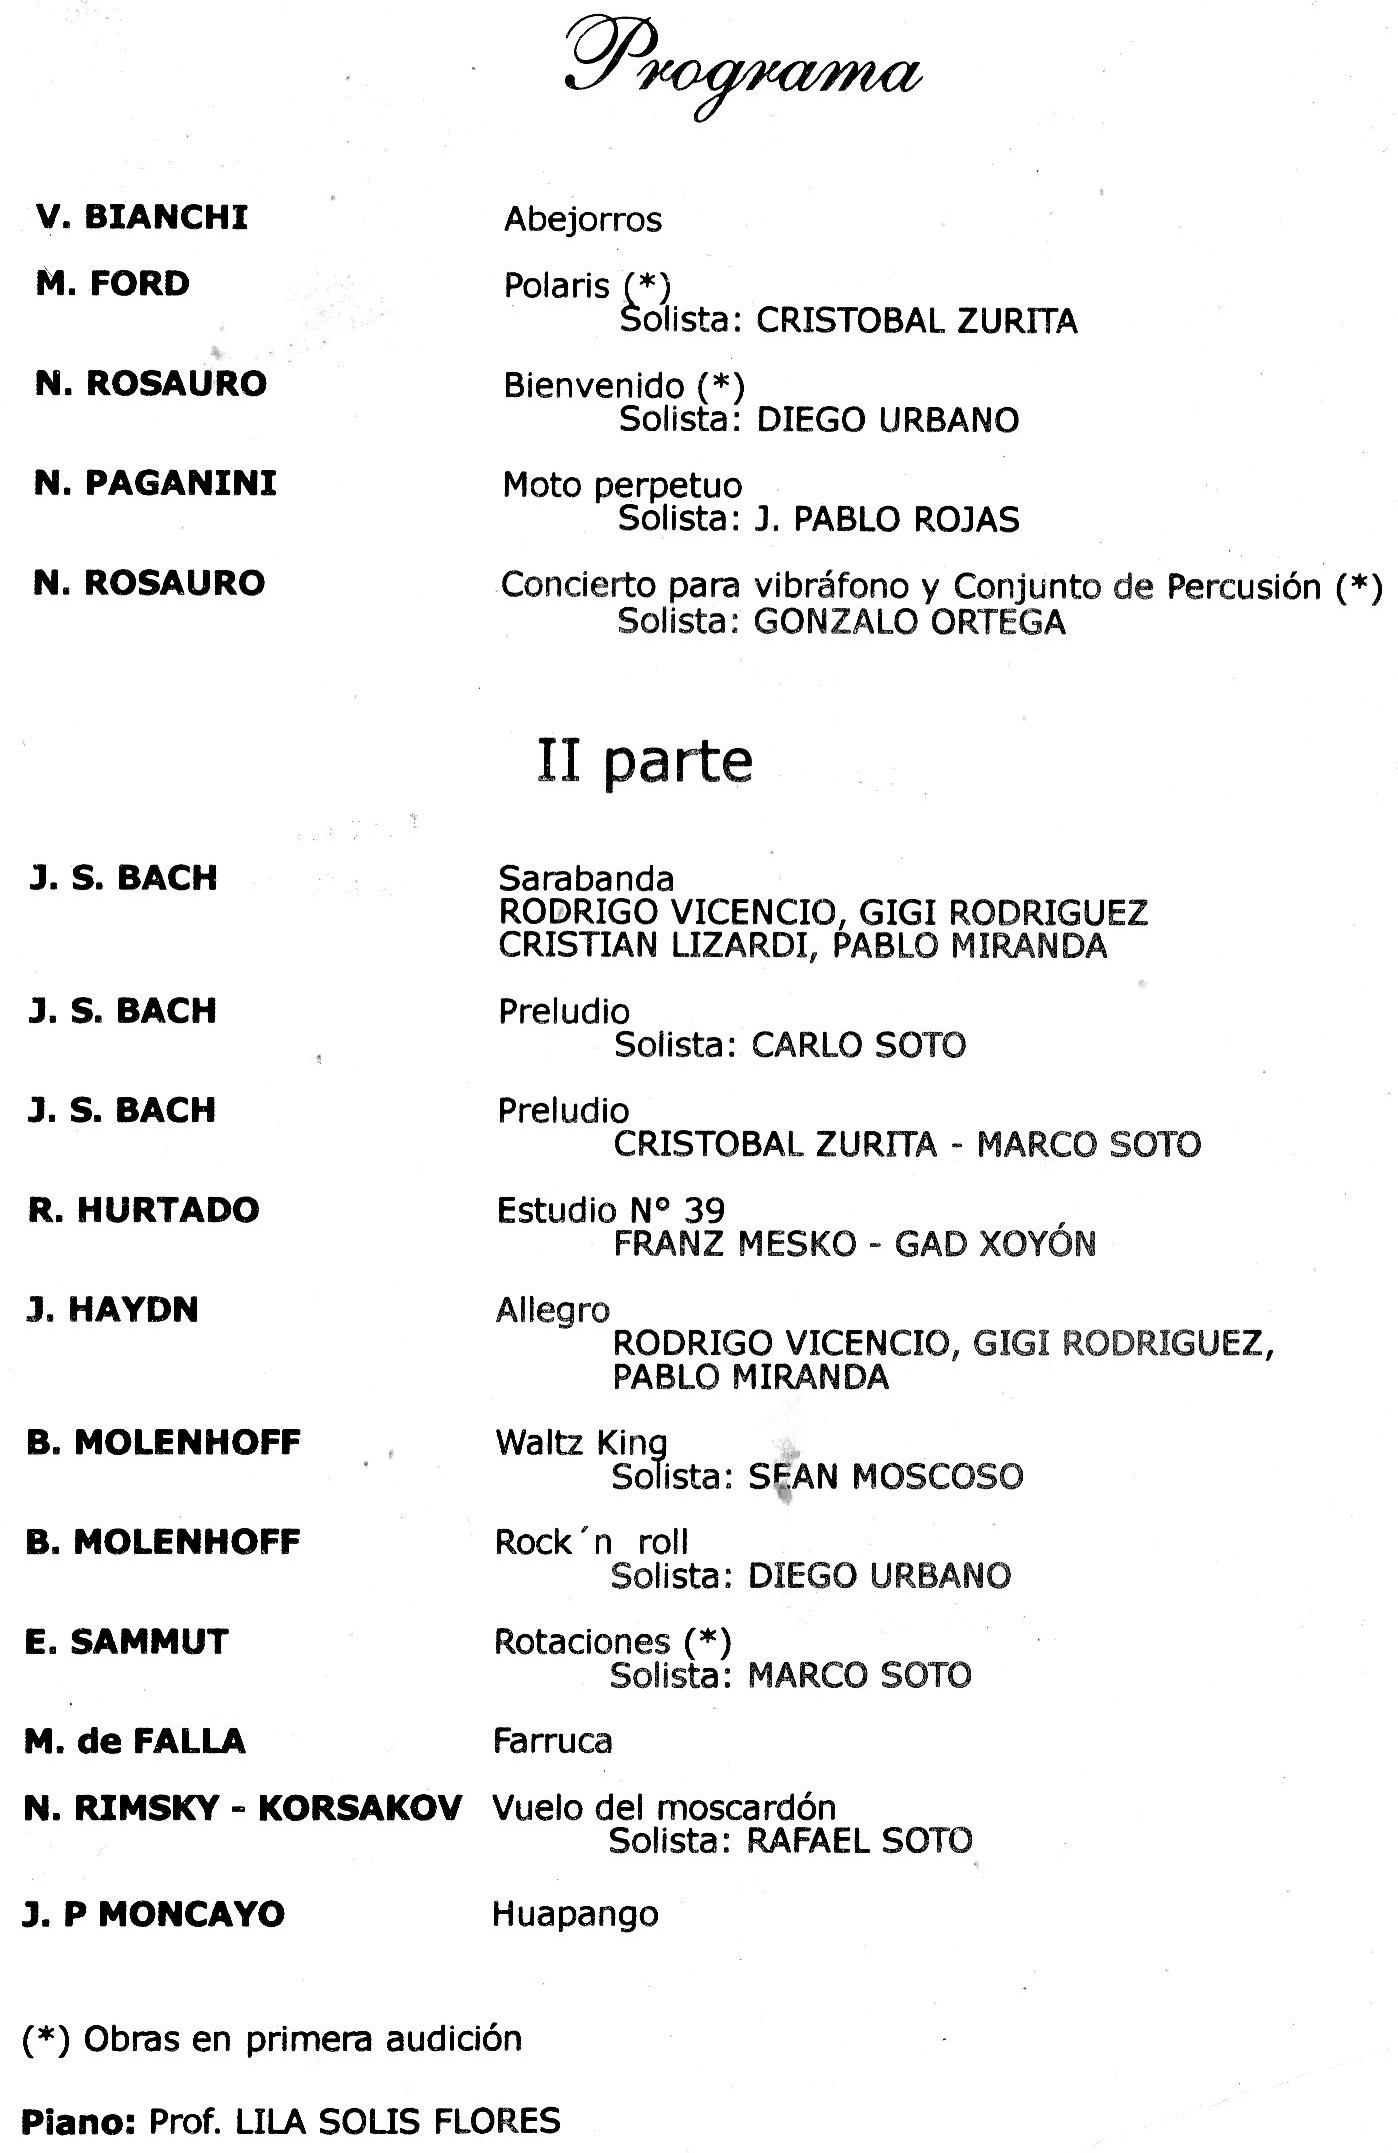 Programa
V. BIANCHI Abejorros
M. FORD Polaris (*)
Solista: CRISTOBAL ZURITA
N. ROSAURO Bienvenido (*)
Solista: DIEGO URBANO
N. PAGANINI Moto perpetuo
Solista: J. PABLO ROJAS
N. ROSAURO Concierto para vibráfono y Conjunto de Percusión (*)
Solista: GONZALO ORTEGA
II parte
J. S. BACH Sarabanda
RODRIGO VICENCIO, GIGI RODRIGUEZ
CRISTIAN LIZARDI, PABLO MIRANDA
J. S. BACH Preludio
Solista: CARLO SOTO
J. S. BACH Preludio
CRISTOBAL ZURITA - MARCO SOTO
R. HURTADO Estudio Nº 39
FRANZ MESKO - GAD XOYÓN
J. HAYDN Allegro
RODRIGO VICENCIO, GIGI RODRIGUEZ,
PABLO MIRANDA
B. MOLENHOFF Waltz King
Solista: SEAN MOSCOSO
B. MOLENHOFF Rock´n roll
Solista: DIEGO URBANO
E. SAMMUT Rotaciones (*)
Solista: MARCO SOTO
M. de FALLA Farruca
N. RIMSKY - KORSAKOV Vuelo del moscardón
Solista: RAFAEL SOTO
J. P MONCAYO Huapango
(*) Obras en primera audición
Piano: Prof. LILA SOLIS FLORES